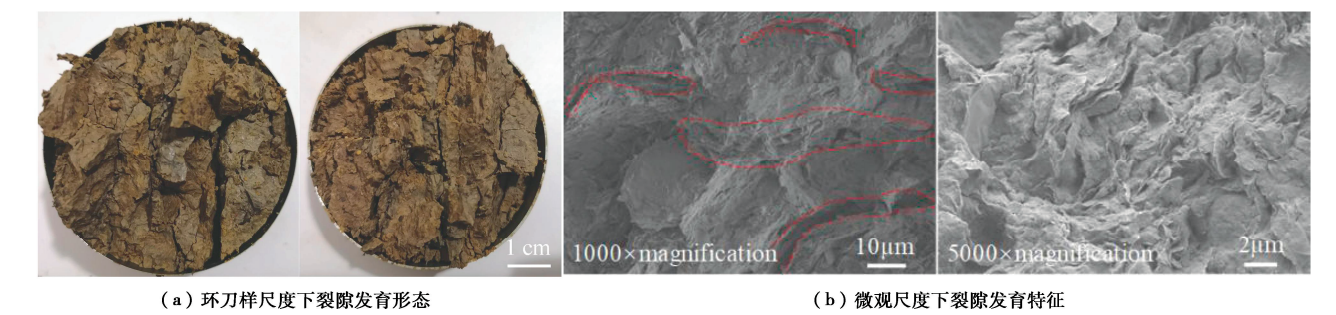 1 cm
1000×magnification
10μm
5000×magnification
2μm
（a）环刀样尺度下裂隙发育形态
（b）微观尺度下裂隙发育特征